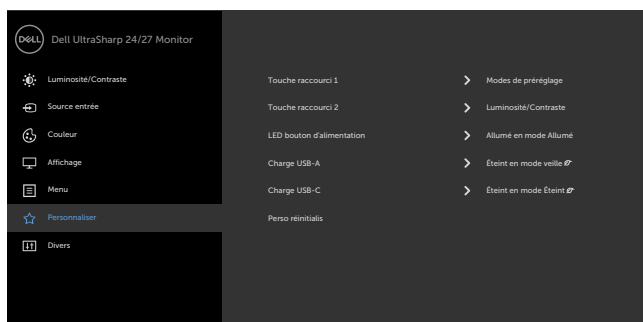 DELL Dell UltraSharp 24/27 Monitor
Luminosité/Contraste
Source entrée
Couleur
Affichage
Menu
Personnaliser
Divers
Touche raccourci 1 Modes de préréglage
Touche raccourci 2 Luminosité/Contraste
LED bouton d'alimentation Allumé en mode Allumé
Charge USB-A Éteint en mode veille
Charge USB-C Éteint en mode Éteint
Perso réinitialis